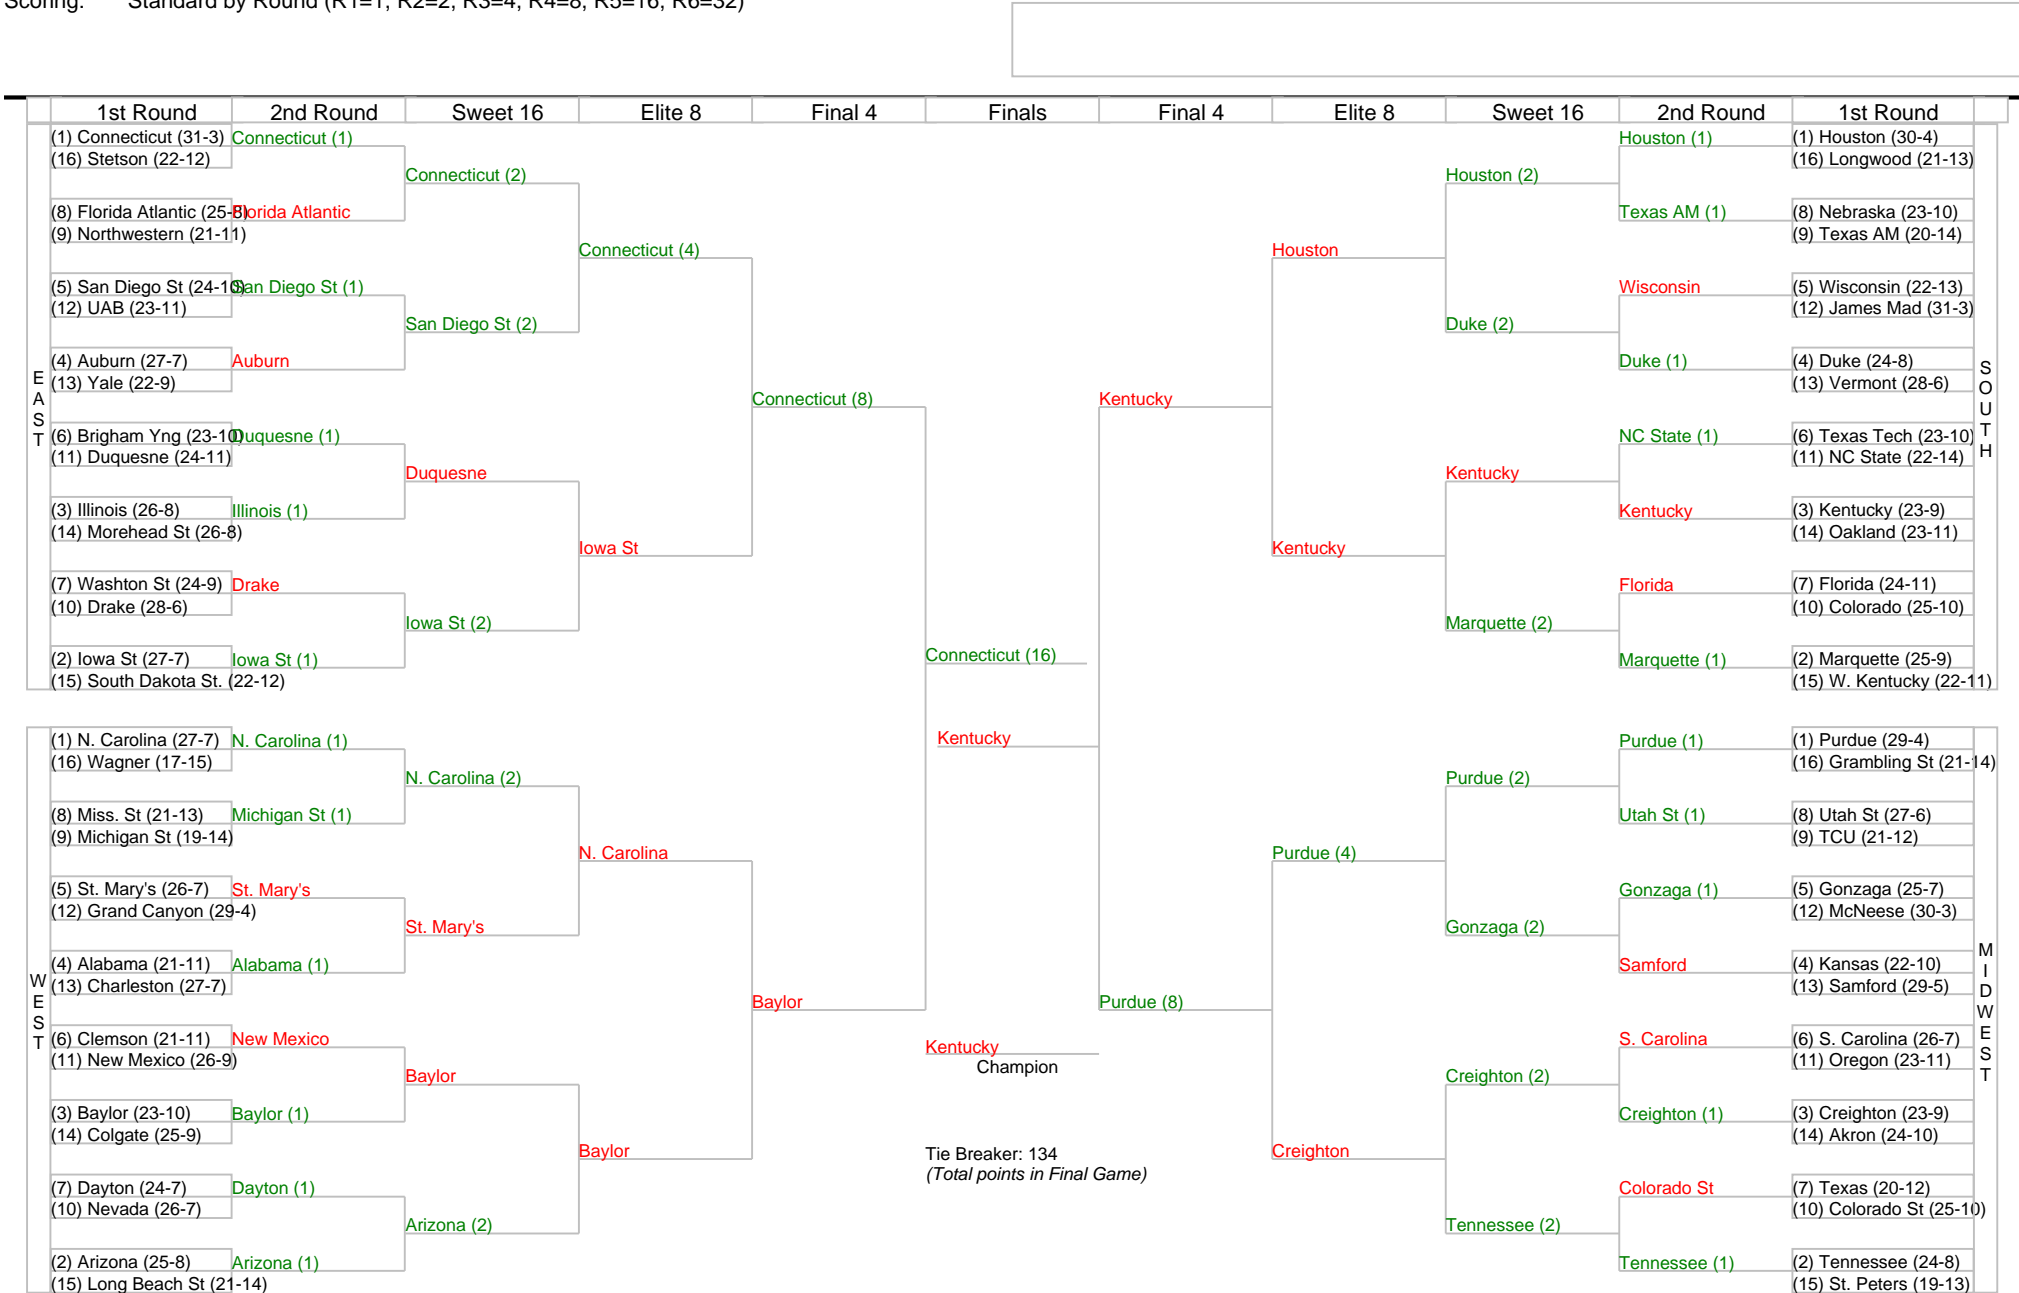 Scoring: Standard by Round (R1=1, R2=2, R3=4, R4=8, R5=16, R6=32)
1st Round 2nd Round Sweet 16 Elite 8 Final 4 Finals Final 4 Elite 8 Sweet 16 2nd Round 1st Round
EAST
(1) Connecticut (31-3)
(16) Stetson (22-12)
(8) Florida Atlantic (25-8)
(9) Northwestern (21-11)
(5) San Diego St (24-10)
(12) UAB (23-11)
(4) Auburn (27-7)
(13) Yale (22-9)
(6) Brigham Yng (23-10)
(11) Duquesne (24-11)
(3) Illinois (26-8)
(14) Morehead St (26-8)
(7) Washton St (24-9)
(10) Drake (28-6)
(2) Iowa St (27-7)
(15) South Dakota St. (22-12)
Connecticut (1)
Florida Atlantic
San Diego St (1)
Auburn
Duquesne (1)
Illinois (1)
Drake
Iowa St (1)
Connecticut (2)
San Diego St (2)
Duquesne
Iowa St (2)
Connecticut (4)
Iowa St
Connecticut (8)
WEST
(1) N. Carolina (27-7)
(16) Wagner (17-15)
(8) Miss. St (21-13)
(9) Michigan St (19-14)
(5) St. Mary's (26-7)
(12) Grand Canyon (29-4)
(4) Alabama (21-11)
(13) Charleston (27-7)
(6) Clemson (21-11)
(11) New Mexico (26-9)
(3) Baylor (23-10)
(14) Colgate (25-9)
(7) Dayton (24-7)
(10) Nevada (26-7)
(2) Arizona (25-8)
(15) Long Beach St (21-14)
N. Carolina (1)
Michigan St (1)
St. Mary's
Alabama (1)
New Mexico
Baylor (1)
Dayton (1)
Arizona (1)
N. Carolina (2)
St. Mary's
Baylor
Arizona (2)
N. Carolina
Baylor
Baylor
Connecticut (16)
Kentucky
Kentucky
Champion
Tie Breaker: 134
(Total points in Final Game)
Kentucky
Houston
Kentucky
Houston (2)
Duke (2)
Kentucky
Marquette (2)
Houston (1)
Texas AM (1)
Wisconsin
Duke (1)
NC State (1)
Kentucky
Florida
Marquette (1)
(1) Houston (30-4)
(16) Longwood (21-13)
(8) Nebraska (23-10)
(9) Texas AM (20-14)
(5) Wisconsin (22-13)
(12) James Mad (31-3)
(4) Duke (24-8)
(13) Vermont (28-6)
(6) Texas Tech (23-10)
(11) NC State (22-14)
(3) Kentucky (23-9)
(14) Oakland (23-11)
(7) Florida (24-11)
(10) Colorado (25-10)
(2) Marquette (25-9)
(15) W. Kentucky (22-11)
SOUTH
Purdue (8)
Purdue (4)
Creighton
Purdue (2)
Gonzaga (2)
Creighton (2)
Tennessee (2)
Purdue (1)
Utah St (1)
Gonzaga (1)
Samford
S. Carolina
Creighton (1)
Colorado St
Tennessee (1)
(1) Purdue (29-4)
(16) Grambling St (21-14)
(8) Utah St (27-6)
(9) TCU (21-12)
(5) Gonzaga (25-7)
(12) McNeese (30-3)
(4) Kansas (22-10)
(13) Samford (29-5)
(6) S. Carolina (26-7)
(11) Oregon (23-11)
(3) Creighton (23-9)
(14) Akron (24-10)
(7) Texas (20-12)
(10) Colorado St (25-10)
(2) Tennessee (24-8)
(15) St. Peters (19-13)
MIDWEST